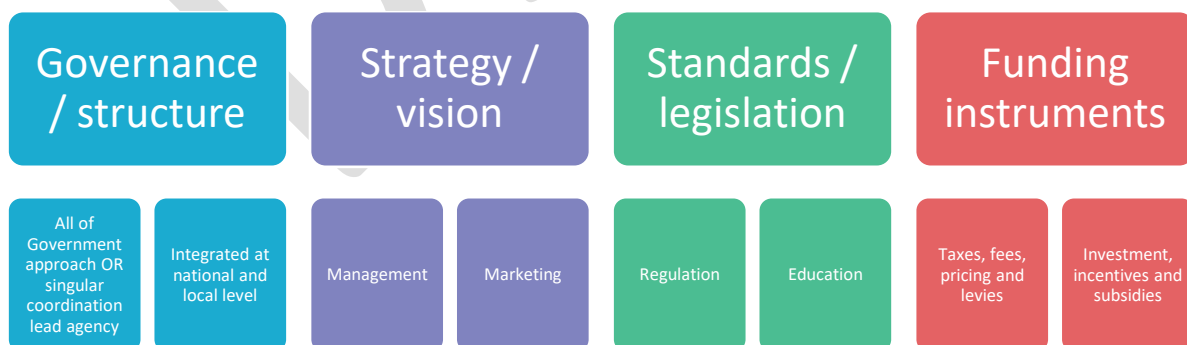 Governance
/ structure
Strategy /
vision
Standards /
legislation
Funding
instruments
All of
Government
approach OR
singular
coordination
lead agency
Integrated at
national and
local level
Management
Marketing
Regulation
Education
Taxes, fees,
pricing and
levies
Investment,
incentives and
subsidies